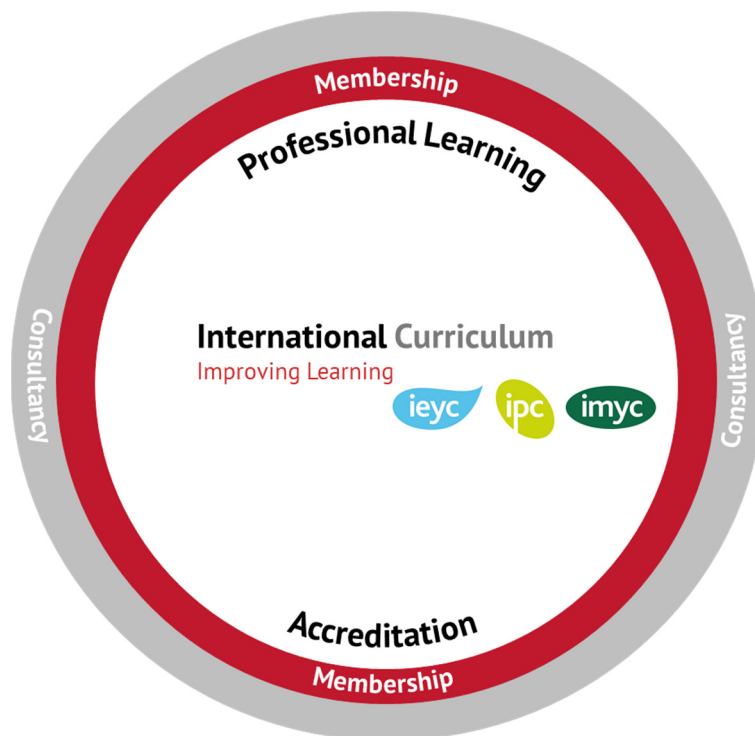 Membership
Professional Learning
Consultancy
Consultancy
International Curriculum
Improving Learning
ieyc
ipc
imyc
Accreditation
Membership